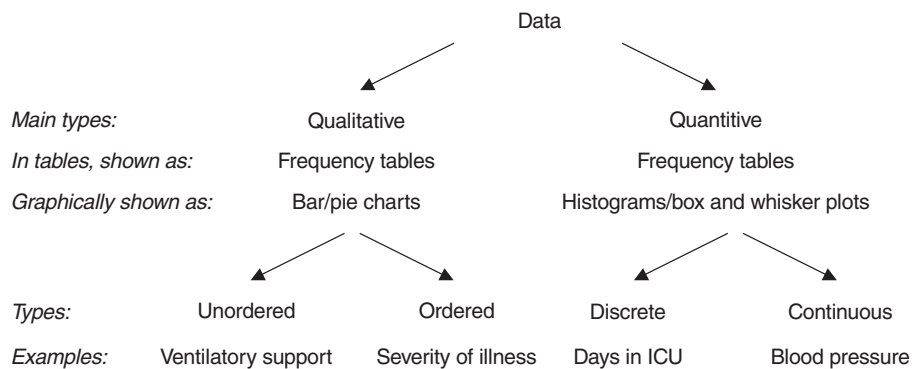 Data
Main types: Qualitative Quantitive
In tables, shown as: Frequency tables Frequency tables
Graphically shown as: Bar/pie charts Histograms/box and whisker plots
Types: Unordered Ordered Discrete Continuous
Examples: Ventilatory support Severity of illness Days in ICU Blood pressure